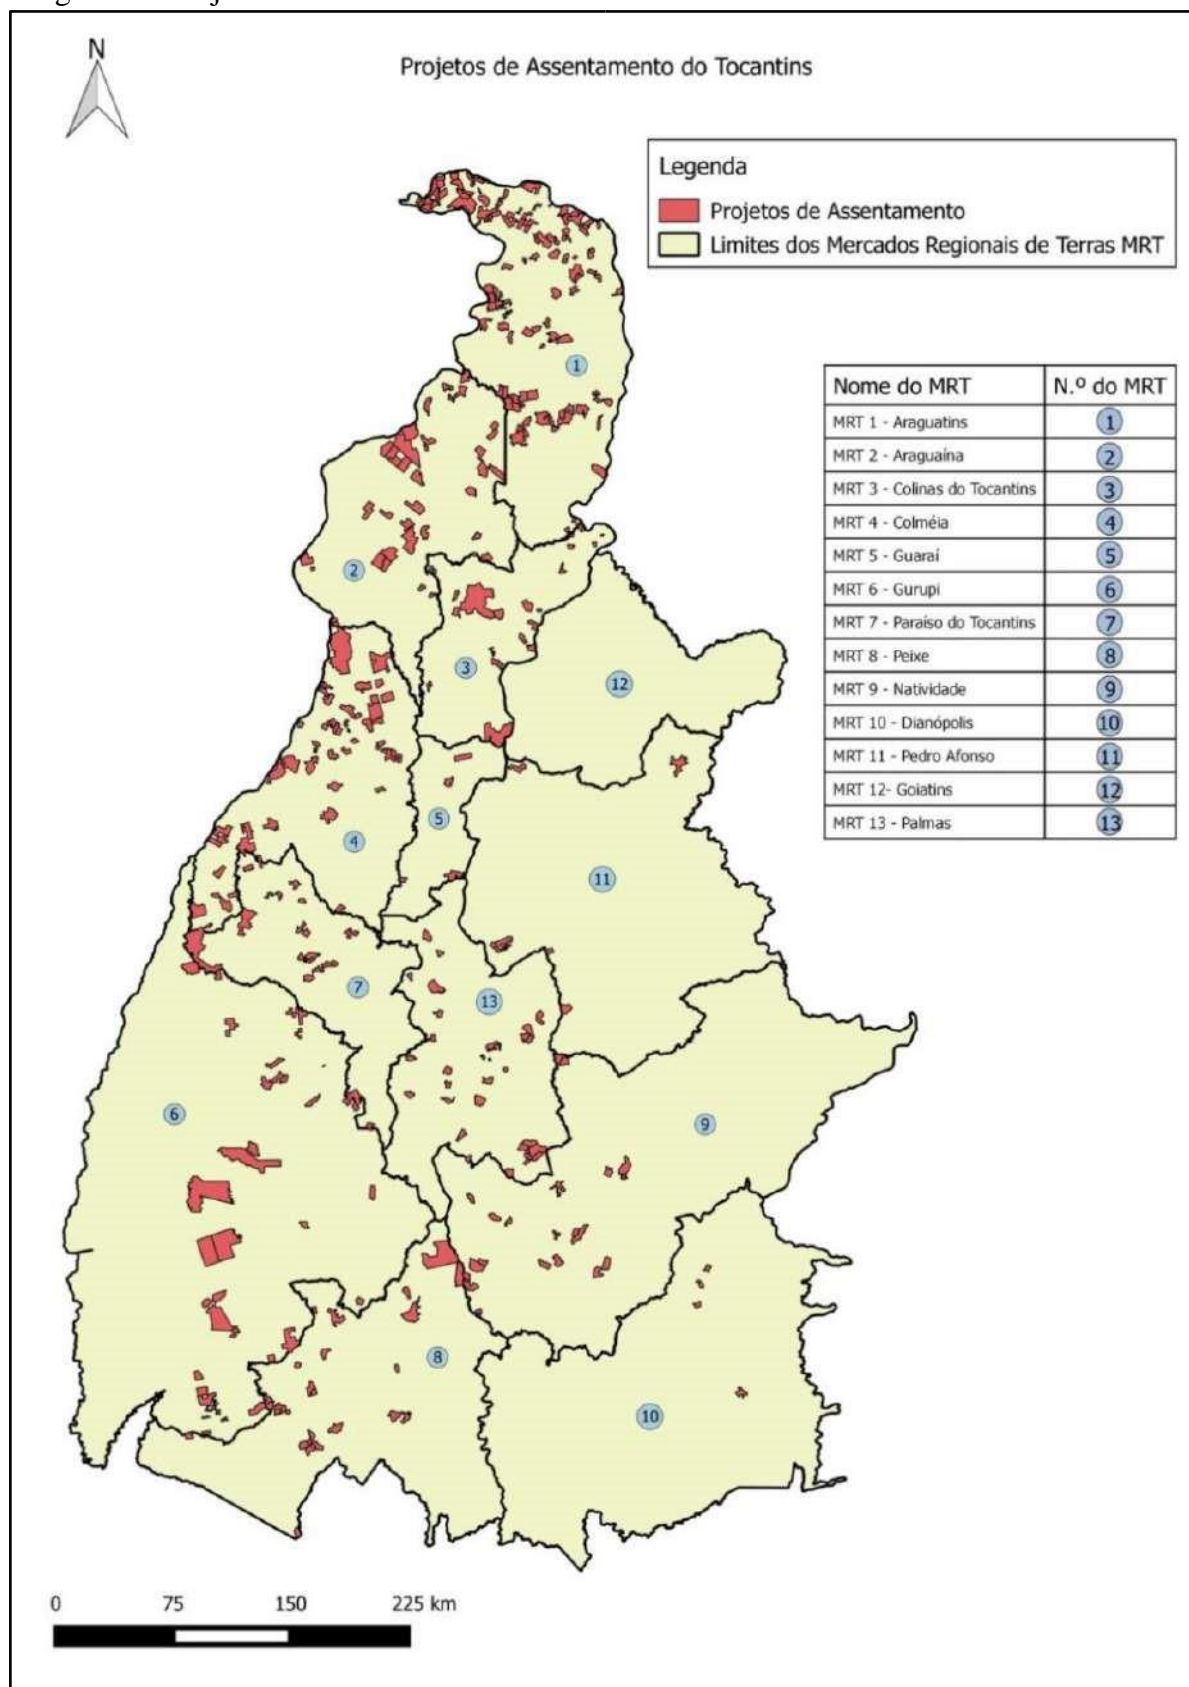 N
Projetos de Assentamento do Tocantins
Legenda
Projetos de Assentamento
Limites dos Mercados Regionais de Terras MRT
Nome do MRT N.º do MRT
MRT 1 - Araguatins 1
MRT 2 - Araguaína 2
MRT 3 - Colinas do Tocantins 3
MRT 4 - Colméia 4
MRT 5 - Guaraí 5
MRT 6 - Gurupi 6
MRT 7 - Paraíso do Tocantins 7
MRT 8 - Peixe 8
MRT 9 - Natividade 9
MRT 10 - Dianópolis 10
MRT 11 - Pedro Afonso 11
MRT 12- Goiatins 12
MRT 13 - Palmas 13
1
2
3
12
5
4
11
7
13
6
9
8
10
0 75 150 225 km